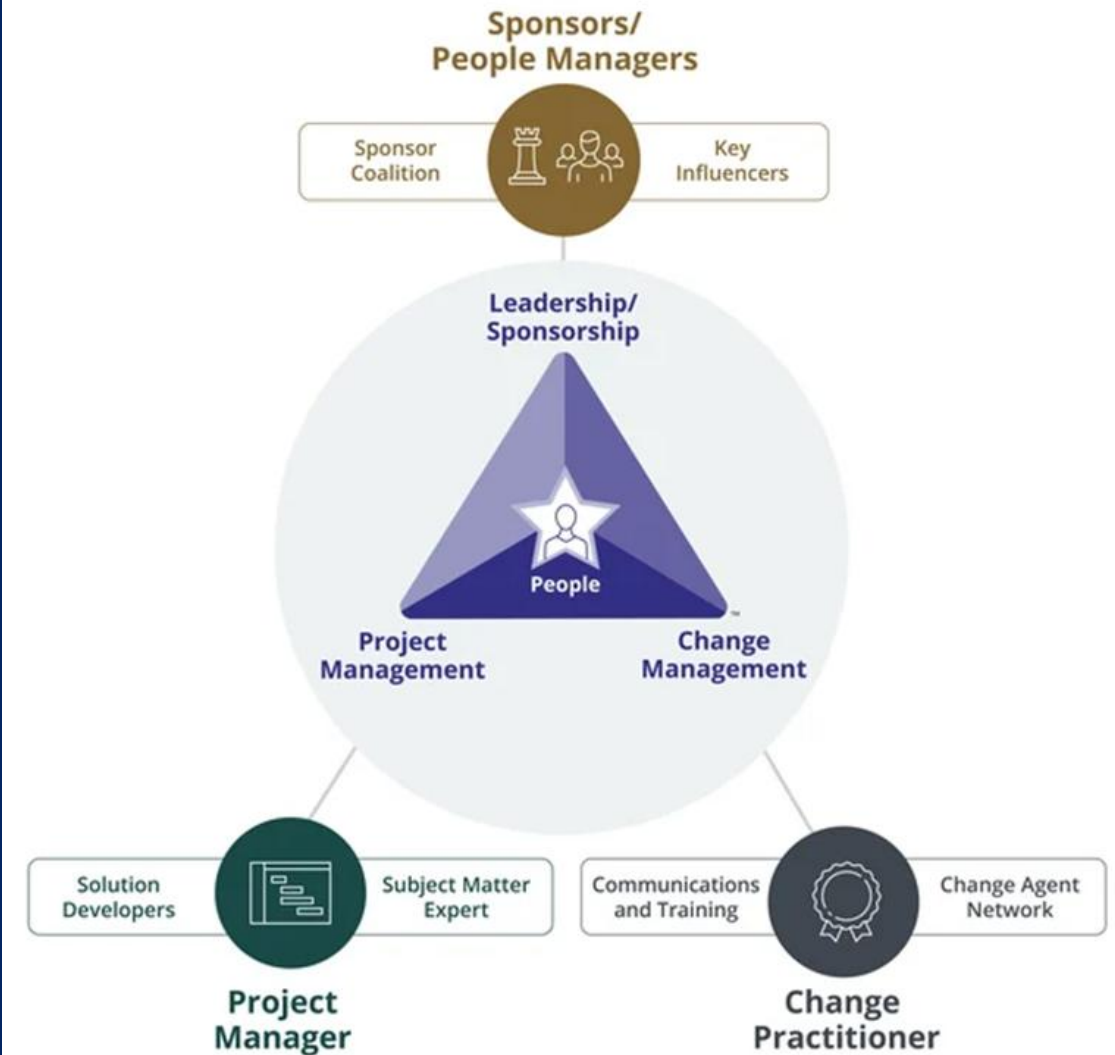 Sponsors/
People Managers
Sponsor
Coalition
Key
Influencers
Leadership/
Sponsorship
People
™
Project
Management
Change
Management
Solution
Developers
Subject Matter
Expert
Communications
and Training
Change Agent
Network
Project
Manager
Change
Practitioner